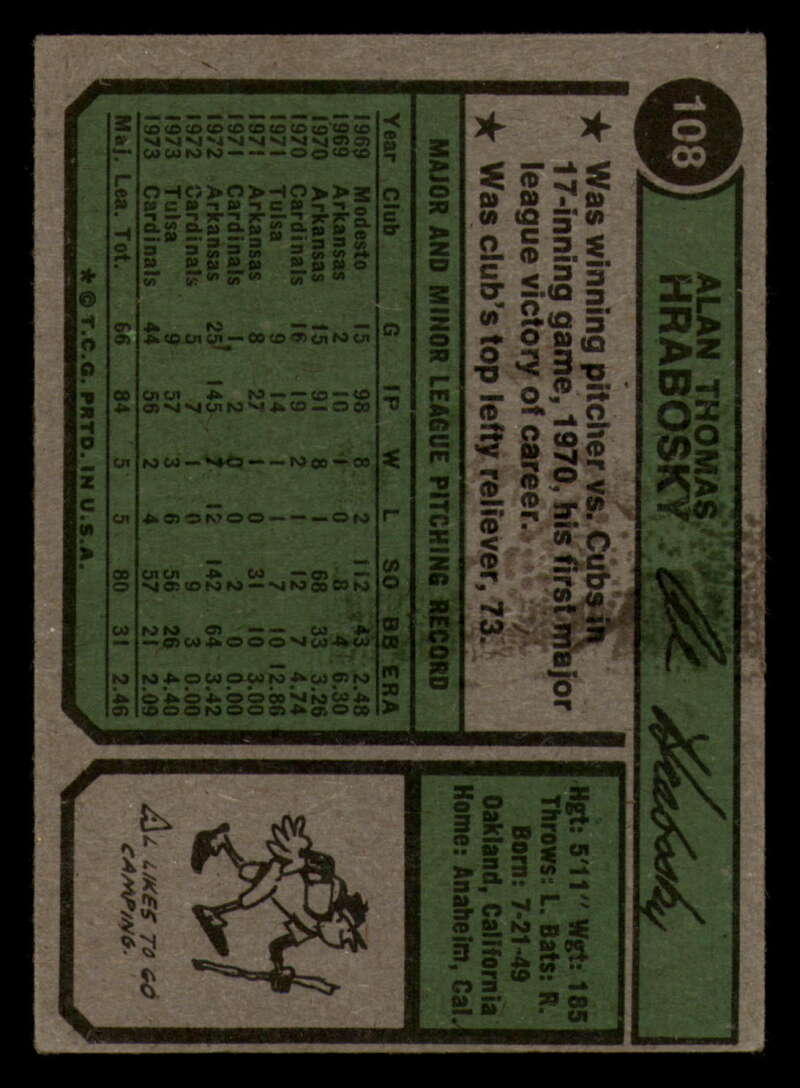 108
ALAN THOMAS
HRABOSKY
Al Hrabosky
★ Was winning pitcher vs. Cubs in
17-inning game, 1970, his first major
league victory of career.
★ Was club's top lefty reliever, 73.
Hgt: 5'11" Wgt: 185
Throws: L. Bats: R.
Born: 7-21-49
Oakland, California
Home: Anaheim, Cal.
MAJOR AND MINOR LEAGUE PITCHING RECORD
Year Club G IP W L SO BB ERA
1969 Modesto 15 98 8 2 112 43 2.48
1969 Arkansas 2 10 1 0 8 4 6.30
1970 Arkansas 15 91 8 1 68 33 3.26
1970 Cardinals 16 19 2 1 12 7 4.74
1971 Tulsa 9 14 1 1 7 10 12.86
1971 Arkansas 8 27 1 0 31 10 3.00
1971 Cardinals 1 2 0 0 2 0 0.00
1972 Arkansas 25 145 7 12 142 64 3.42
1972 Cardinals 5 7 1 0 9 3 0.00
1973 Tulsa 9 57 3 6 56 26 4.40
1973 Cardinals 44 56 2 4 57 21 2.09
Maj. Lea. Tot. 66 84 5 5 80 31 2.46
* © T.C.G. PRTD. IN U.S.A.
AL LIKES TO GO
CAMPING.